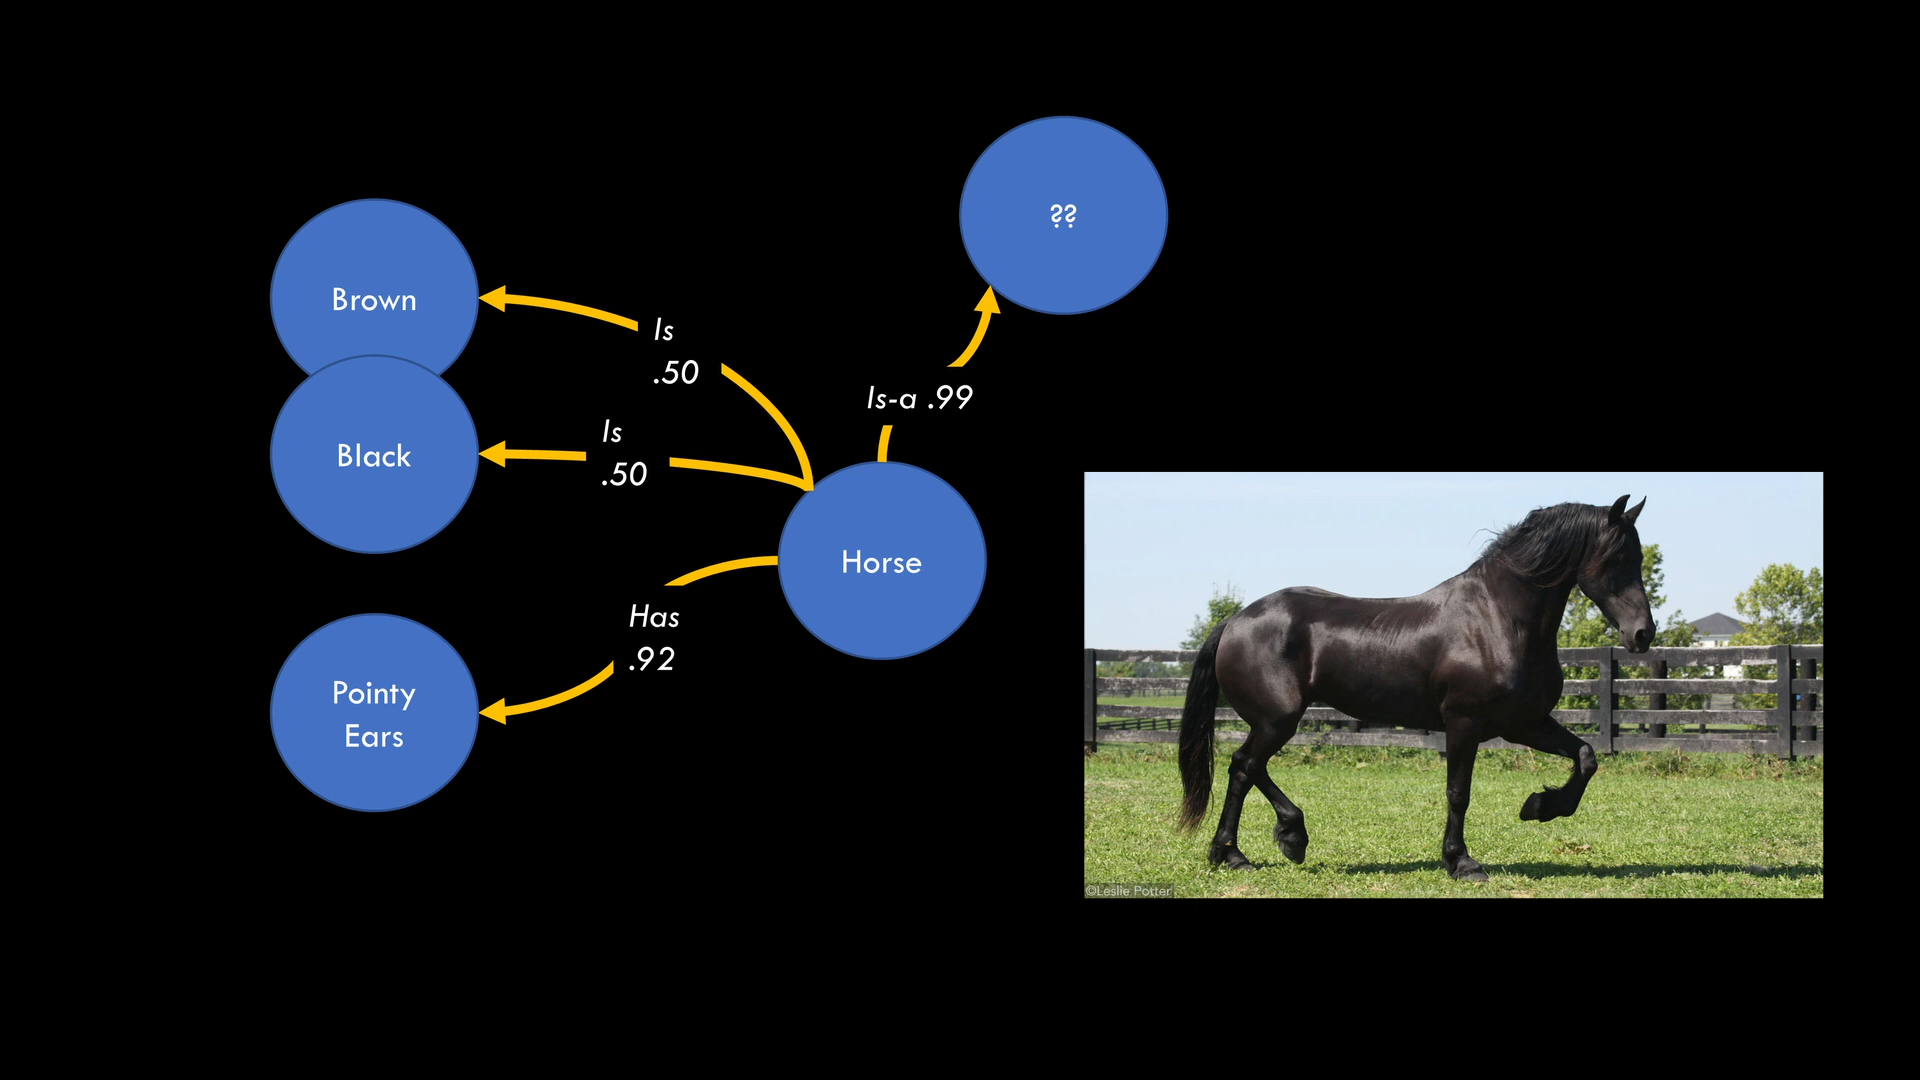 ??
Brown
Is
.50
Is-a .99
Black
Is
.50
Horse
Has
.92
Pointy
Ears
©Leslie Potter